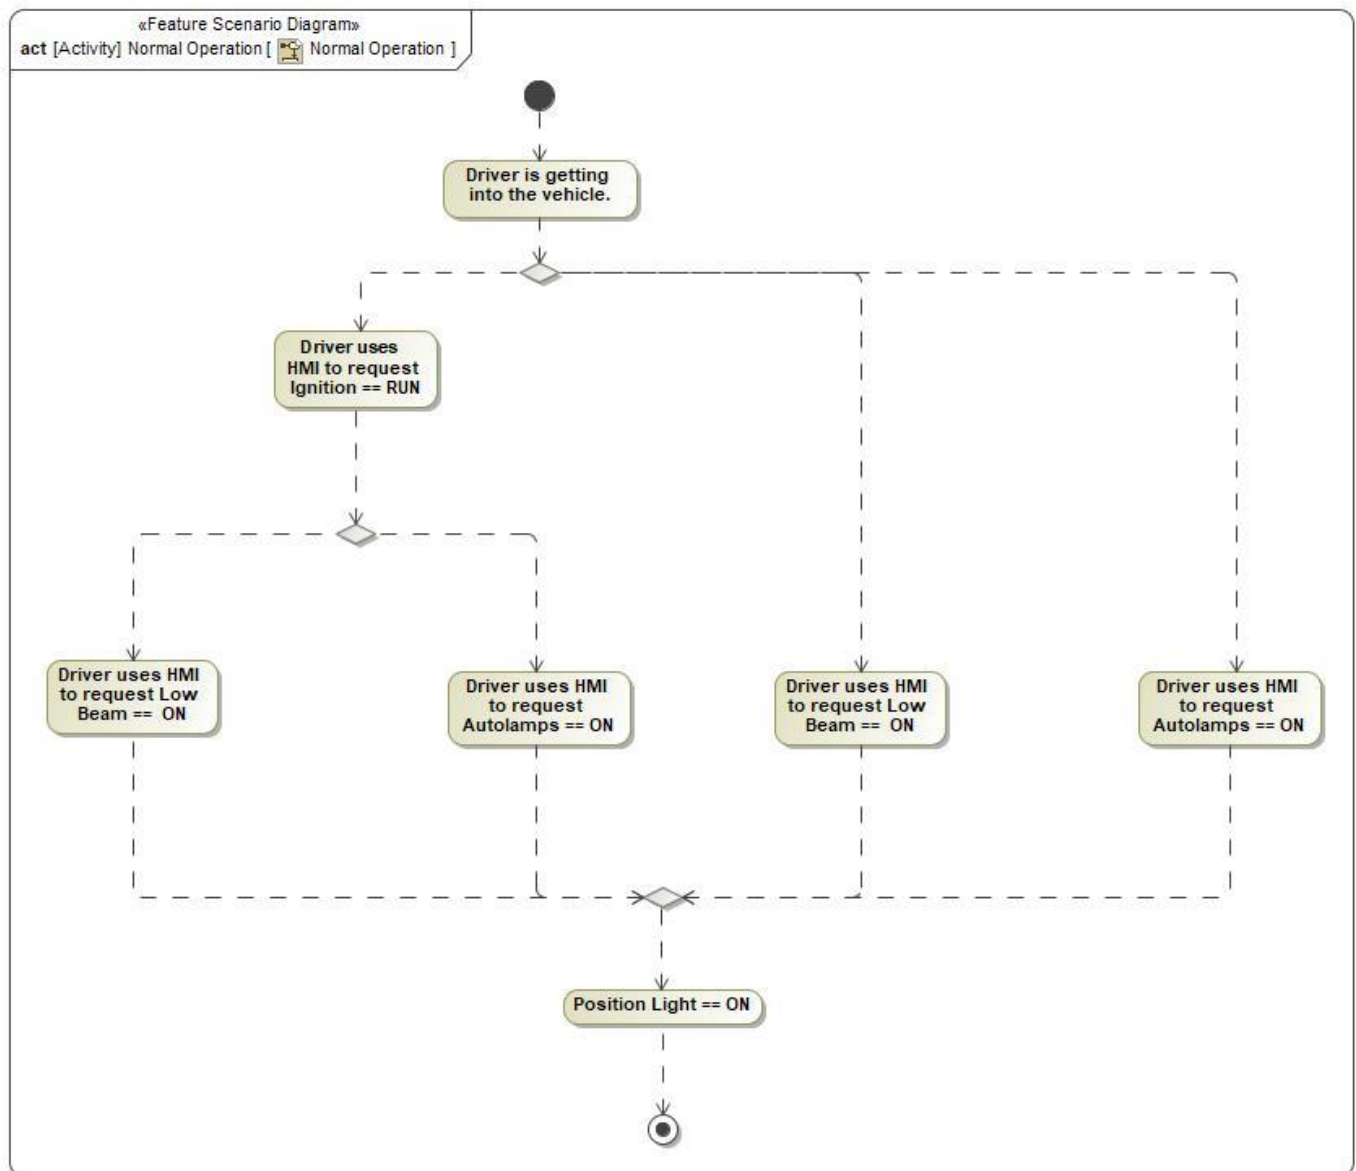 «Feature Scenario Diagram»
act [Activity] Normal Operation [ Normal Operation ]
Driver is getting
into the vehicle.
Driver uses
HMI to request
Ignition == RUN
Driver uses HMI
to request Low
Beam == ON
Driver uses HMI
to request
Autolamps == ON
Driver uses HMI
to request Low
Beam == ON
Driver uses HMI
to request
Autolamps == ON
Position Light == ON